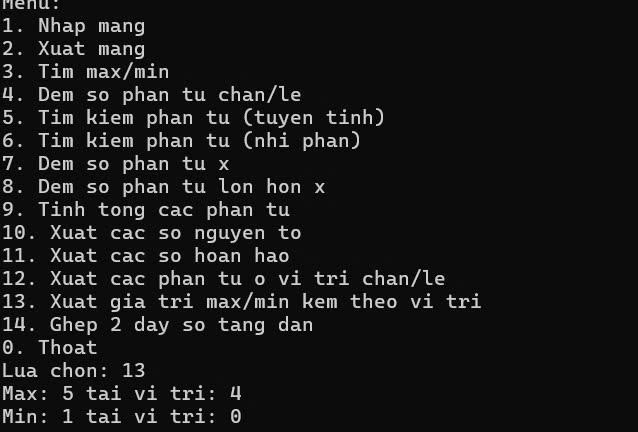 Menu:
1. Nhap mang
2. Xuat mang
3. Tim max/min
4. Dem so phan tu chan/le
5. Tim kiem phan tu (tuyen tinh)
6. Tim kiem phan tu (nhi phan)
7. Dem so phan tu x
8. Dem so phan tu lon hon x
9. Tinh tong cac phan tu
10. Xuat cac so nguyen to
11. Xuat cac so hoan hao
12. Xuat cac phan tu o vi tri chan/le
13. Xuat gia tri max/min kem theo vi tri
14. Ghep 2 day so tang dan
0. Thoat
Lua chon: 13
Max: 5 tai vi tri: 4
Min: 1 tai vi tri: 0